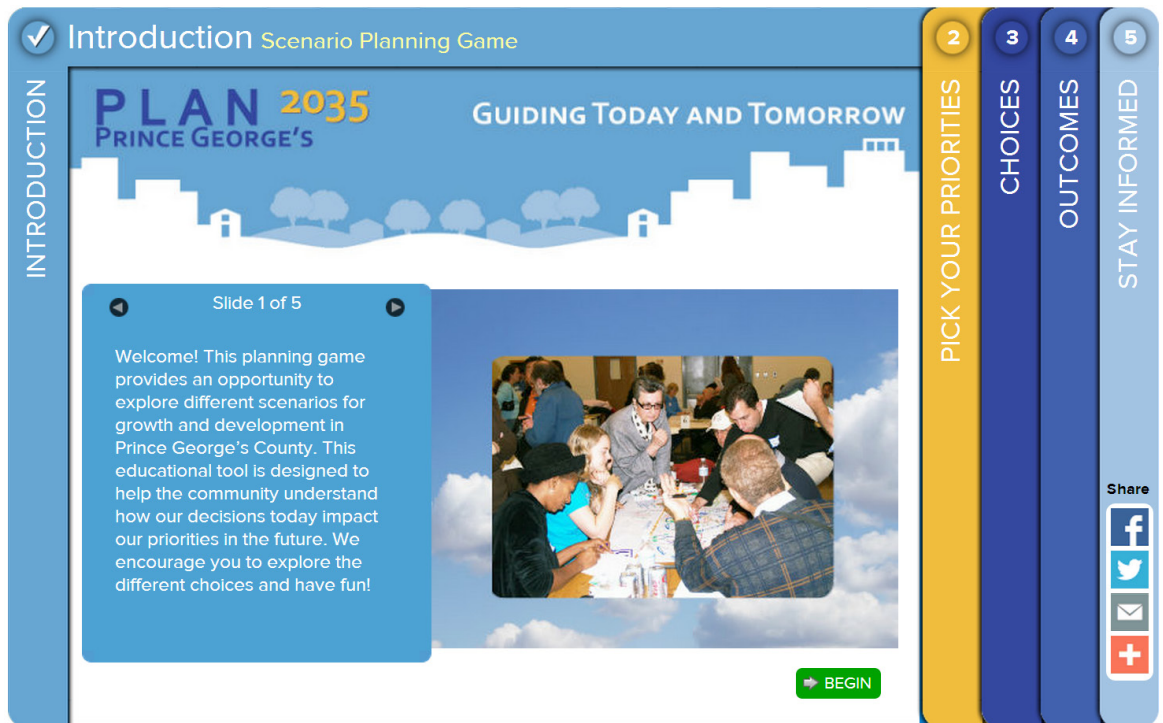 Introduction Scenario Planning Game
INTRODUCTION
PLAN 2035
PRINCE GEORGE'S
GUIDING TODAY AND TOMORROW
Slide 1 of 5
Welcome! This planning game
provides an opportunity to
explore different scenarios for
growth and development in
Prince George's County. This
educational tool is designed to
help the community understand
how our decisions today impact
our priorities in the future. We
encourage you to explore the
different choices and have fun!
BEGIN
2
PICK YOUR PRIORITIES
3
CHOICES
4
OUTCOMES
5
STAY INFORMED
Share